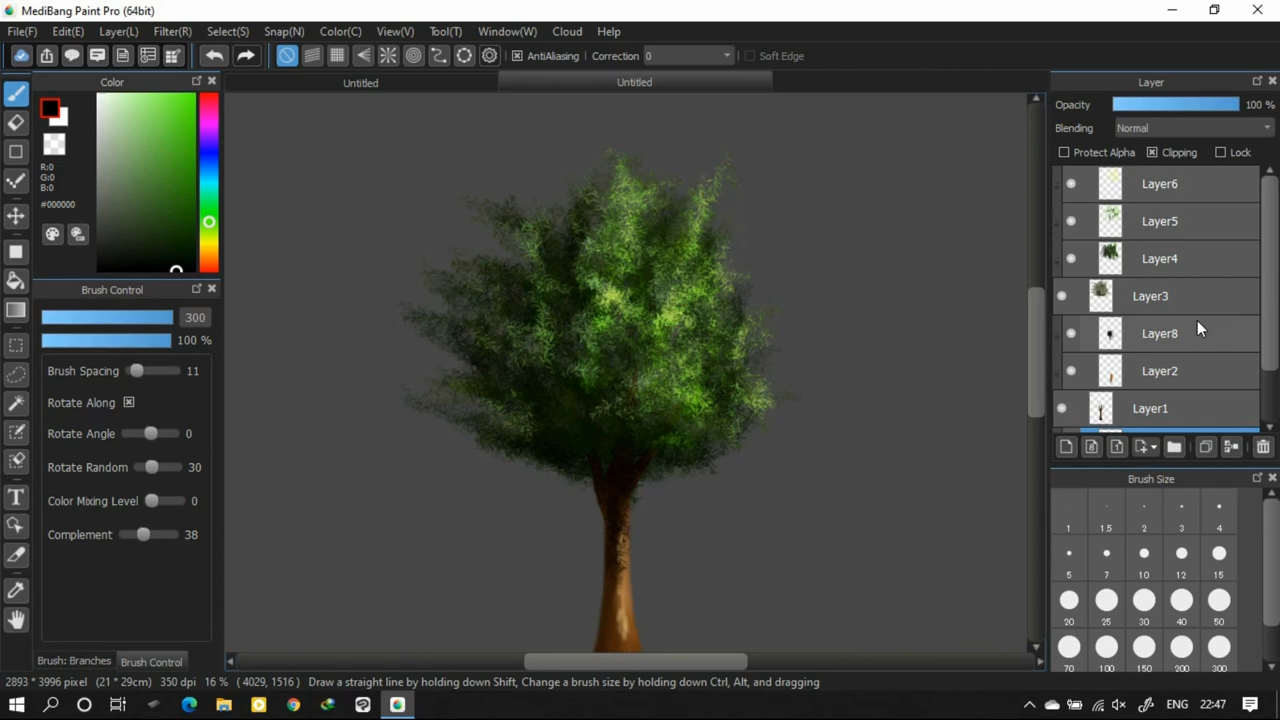 MediBang Paint Pro (64bit)
File(F) Edit(E) Layer(L) Filter(R) Select(S) Snap(N) Color(C) View(V) Tool(T) Window(W) Cloud Help
AntiAliasing Correction 0 Soft Edge
Color
Untitled Untitled
Layer
Opacity 100 %
Blending Normal
Protect Alpha Clipping Lock
R:0
G:0
B:0
#000000
Layer6
Layer5
Layer4
Layer3
Layer8
Layer2
Layer1
Brush Control
300
100 %
Brush Spacing 11
Rotate Along
Rotate Angle 0
Rotate Random 30
Color Mixing Level 0
Complement 38
Brush: Branches Brush Control
Brush Size
1 1.5 2 3 4
5 7 10 12 15
20 25 30 40 50
70 100 150 200 300
2893 * 3996 pixel (21 * 29cm) 350 dpi 16 % ( 4029, 1516 ) Draw a straight line by holding down Shift, Change a brush size by holding down Ctrl, Alt, and dragging
ENG 22:47